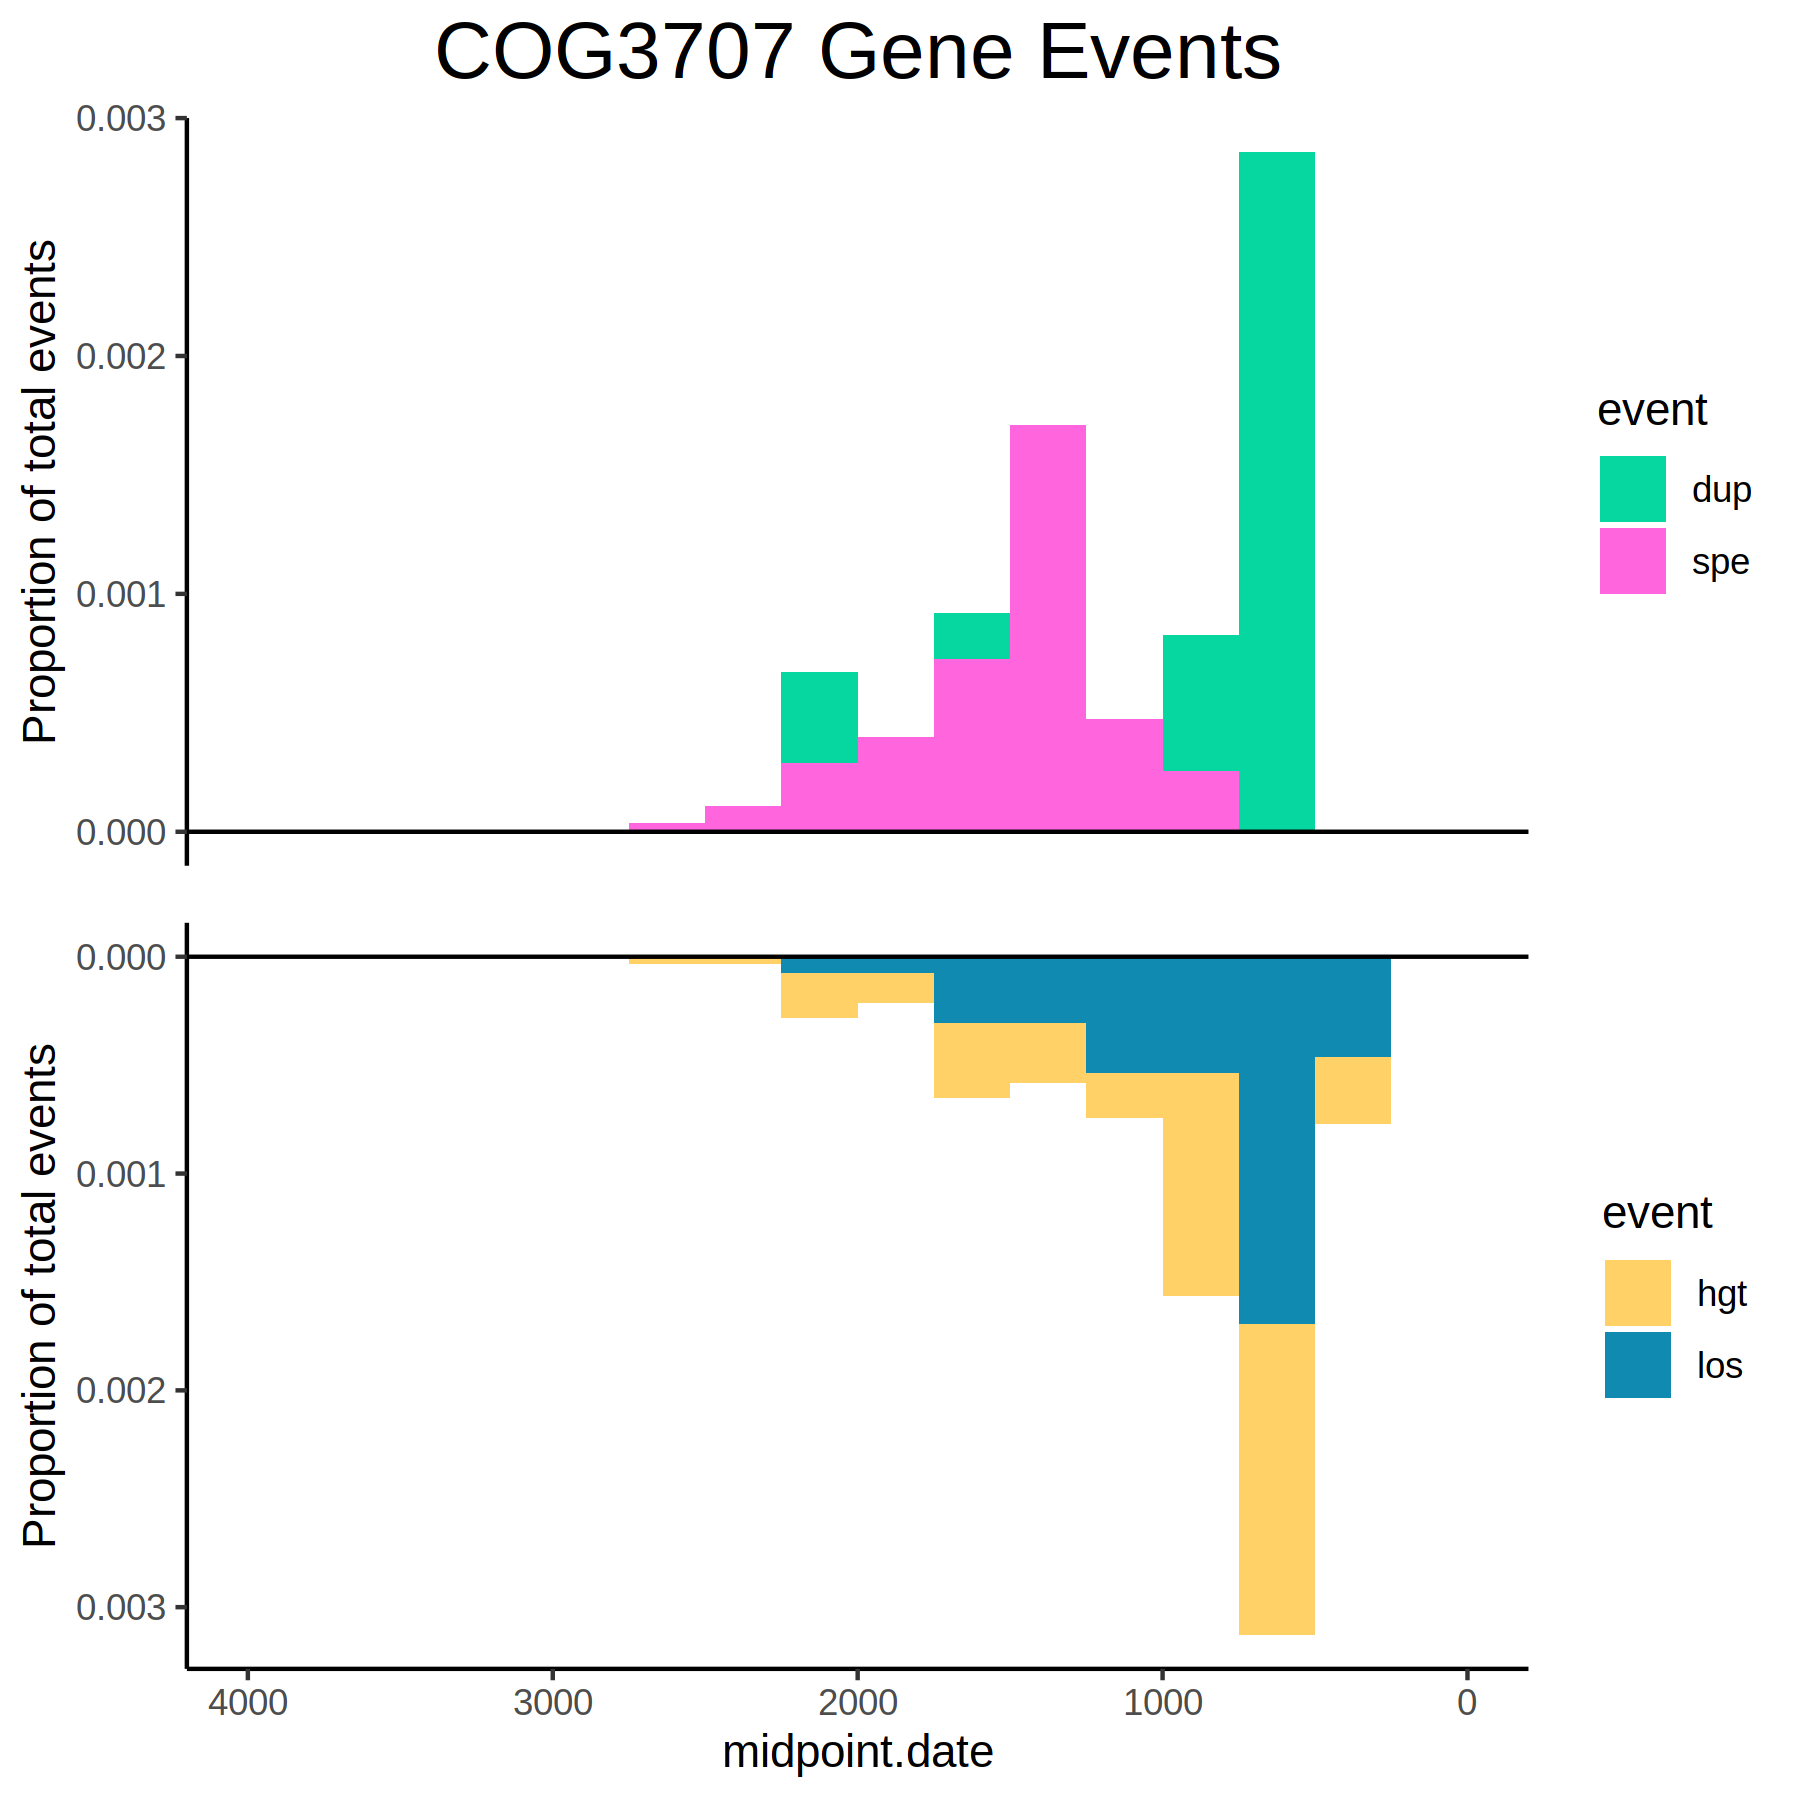 COG3707 Gene Events
0.003
0.002
0.001
0.000
Proportion of total events
event
dup
spe
0.000
0.001
0.002
0.003
Proportion of total events
event
hgt
los
4000 3000 2000 1000 0
midpoint.date